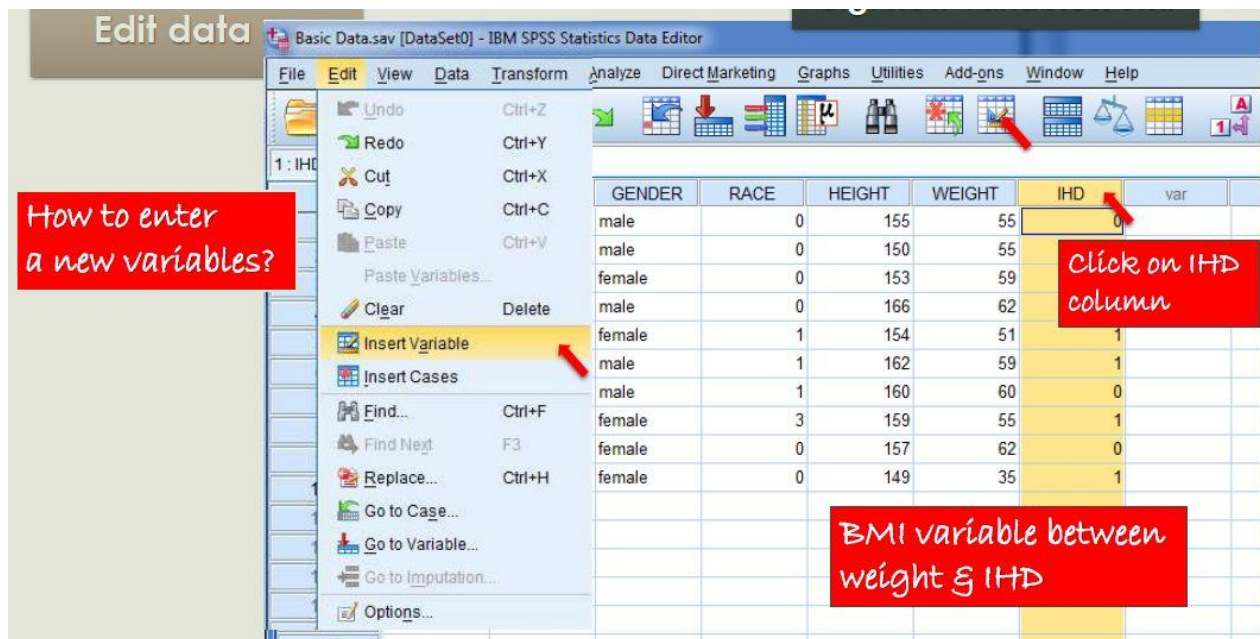 Edit data
Basic Data.sav [DataSet0] - IBM SPSS Statistics Data Editor
File Edit View Data Transform Analyze Direct Marketing Graphs Utilities Add-ons Window Help
Undo Ctrl+Z
Redo Ctrl+Y
Cut Ctrl+X
Copy Ctrl+C
Paste Ctrl+V
Paste Variables...
Clear Delete
Insert Variable
Insert Cases
Find... Ctrl+F
Find Next F3
Replace... Ctrl+H
Go to Case...
Go to Variable...
Go to Imputation...
Options...
1 : IHD
GENDER RACE HEIGHT WEIGHT IHD var
male 0 155 55 0
male 0 150 55
female 0 153 59
male 0 166 62
female 1 154 51 1
male 1 162 59 1
male 1 160 60 0
female 3 159 55 1
female 0 157 62 0
female 0 149 35 1
How to enter
a new variables?
Click on IHD
column
BMI variable between
weight & IHD